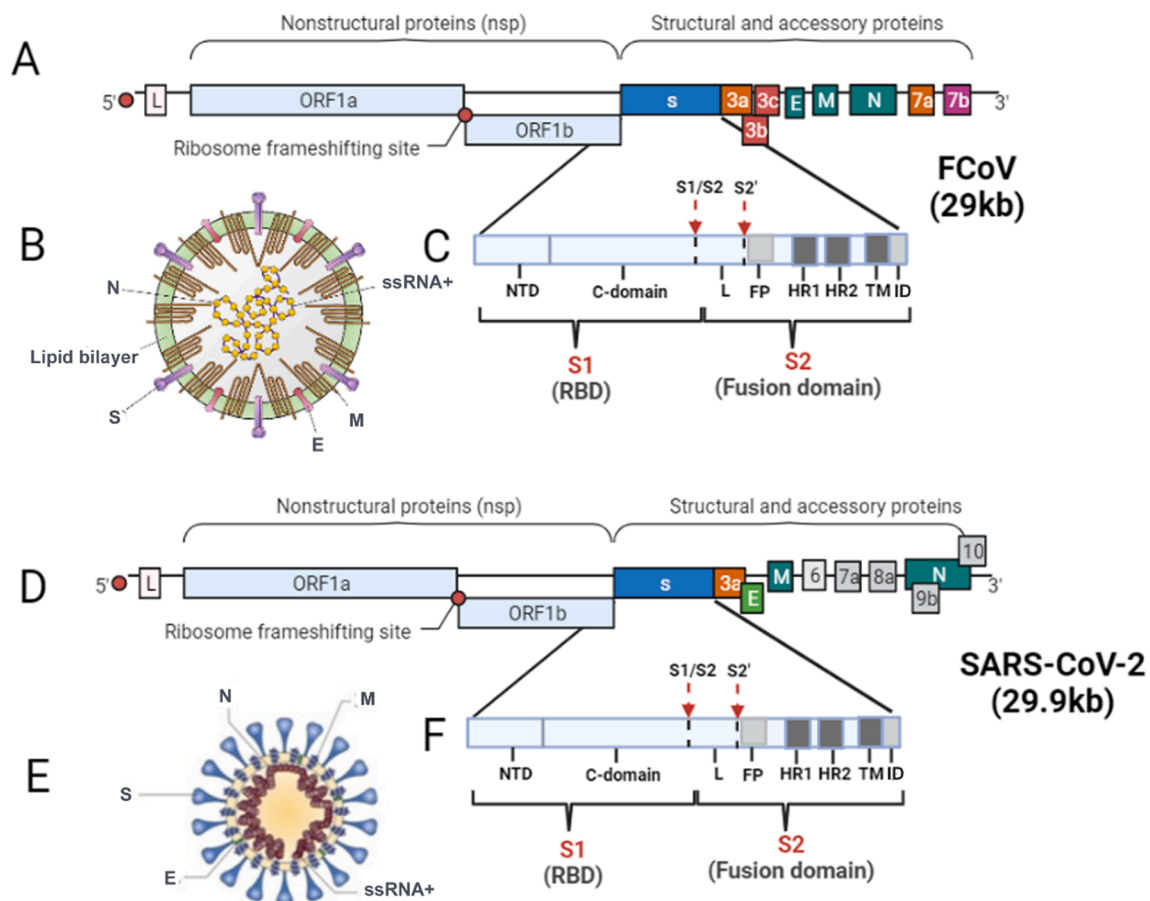 Nonstructural proteins (nsp) Structural and accessory proteins
A
5' L ORF1a s 3a 3c E M N 7a 7b 3'
ORF1b 3b
Ribosome frameshifting site
FCoV
(29kb)
B
N
ssRNA+
Lipid bilayer
S
M
E
C
S1/S2 S2'
NTD C-domain L FP HR1 HR2 TM ID
S1 S2
(RBD) (Fusion domain)
Nonstructural proteins (nsp) Structural and accessory proteins
10
D
5' L ORF1a s 3a M 6 7a 8a N 3'
ORF1b E 9b
Ribosome frameshifting site
SARS-CoV-2
(29.9kb)
E
N M
S
E
ssRNA+
F
S1/S2 S2'
NTD C-domain L FP HR1 HR2 TM ID
S1 S2
(RBD) (Fusion domain)